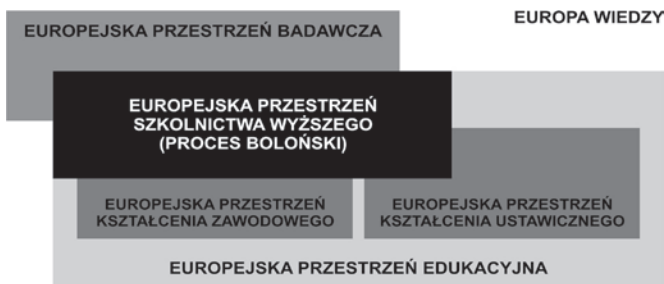 EUROPA WIEDZY
EUROPEJSKA PRZESTRZEŃ BADAWCZA
EUROPEJSKA PRZESTRZEŃ
SZKOLNICTWA WYŻSZEGO
(PROCES BOLOŃSKI)
EUROPEJSKA PRZESTRZEŃ
KSZTAŁCENIA ZAWODOWEGO
EUROPEJSKA PRZESTRZEŃ
KSZTAŁCENIA USTAWICZNEGO
EUROPEJSKA PRZESTRZEŃ EDUKACYJNA